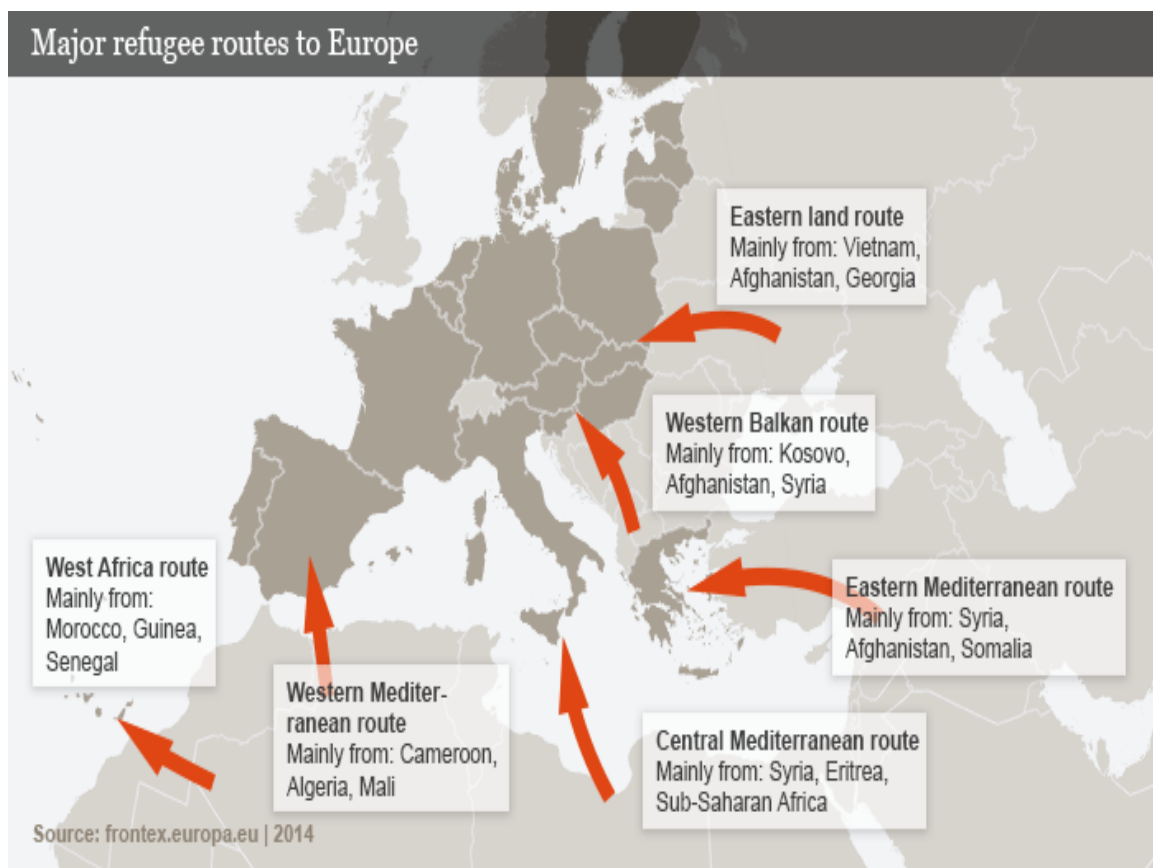 Major refugee routes to Europe
Eastern land route
Mainly from: Vietnam,
Afghanistan, Georgia
Western Balkan route
Mainly from: Kosovo,
Afghanistan, Syria
West Africa route
Mainly from:
Morocco, Guinea,
Senegal
Eastern Mediterranean route
Mainly from: Syria,
Afghanistan, Somalia
Western Mediter-
ranean route
Mainly from: Cameroon,
Algeria, Mali
Central Mediterranean route
Mainly from: Syria, Eritrea,
Sub-Saharan Africa
Source: frontex.europa.eu | 2014